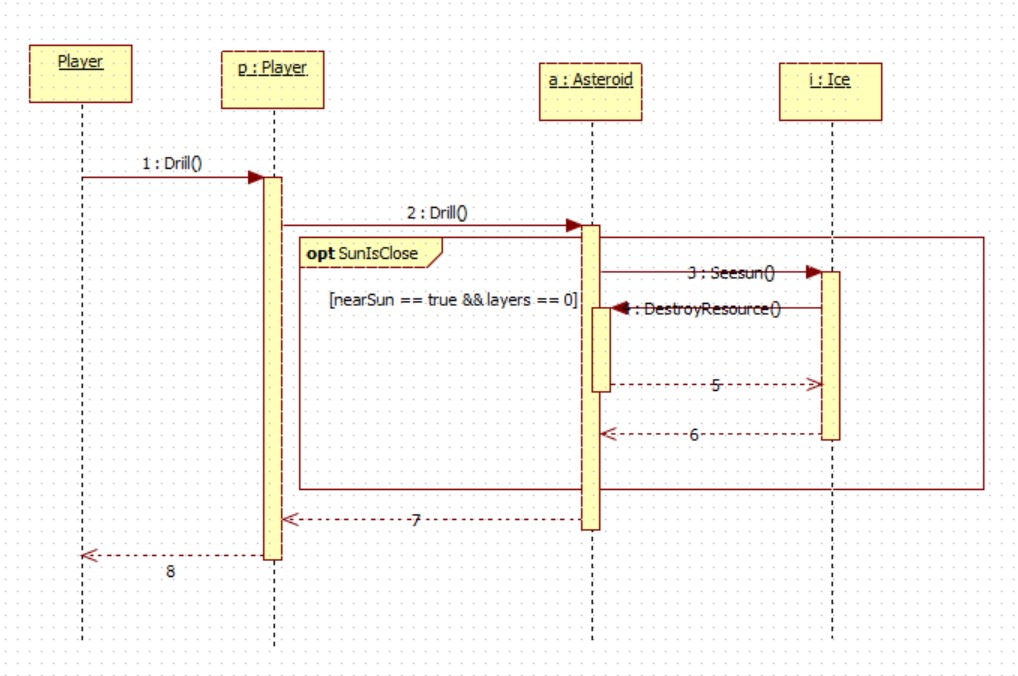 Player
p : Player
a : Asteroid
i : Ice
1 : Drill()
2 : Drill()
opt SunIsClose
3 : Seesun()
[nearSun == true && layers == 0]
: DestroyResource()
5
6
7
8